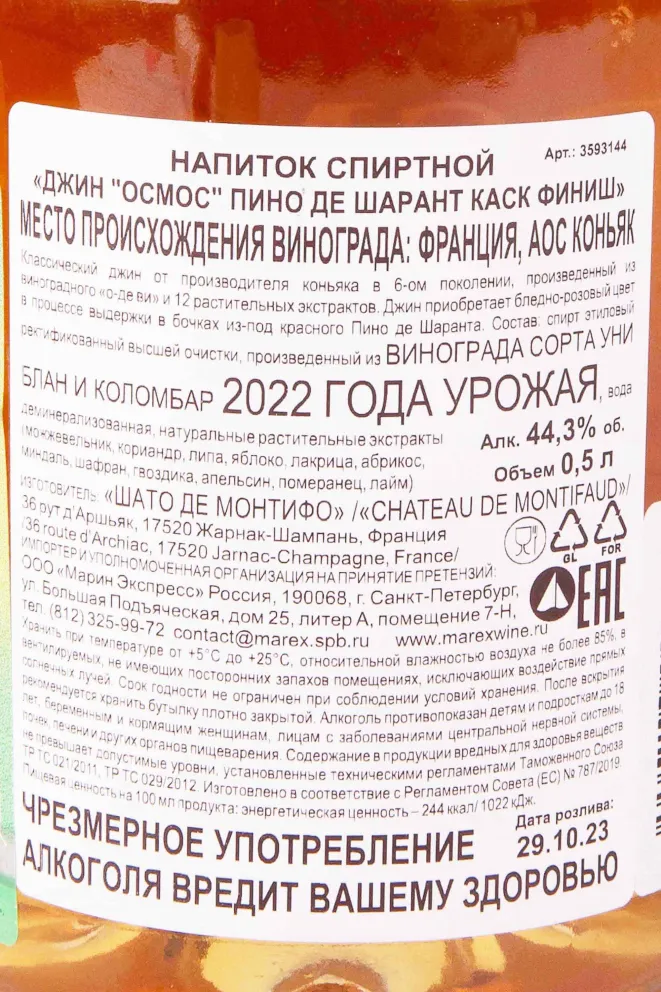 НАПИТОК СПИРТНОЙ
Арт.: 3593144
«ДЖИН "ОСМОС" ПИНО ДЕ ШАРАНТ КАСК ФИНИШ»
МЕСТО ПРОИСХОЖДЕНИЯ ВИНОГРАДА: ФРАНЦИЯ, АОС КОНЬЯК
Классический джин от производителя коньяка в 6-ом поколении, произведенный из
виноградного «о-де ви» и 12 растительных экстрактов. Джин приобретает бледно-розовый цвет
в процессе выдержки в бочках из-под красного Пино де Шаранта. Состав: спирт этиловый
ректификованный высшей очистки, произведенный из ВИНОГРАДА СОРТА УНИ
БЛАН И КОЛОМБАР 2022 ГОДА УРОЖАЯ, вода
деминерализованная, натуральные растительные экстракты
(можжевельник, кориандр, липа, яблоко, лакрица, абрикос,
миндаль, шафран, гвоздика, апельсин, померанец, лайм)
Алк. 44,3% об.
Объем 0,5 л
ИЗГОТОВИТЕЛЬ: «ШАТО ДЕ МОНТИФО» /«CHATEAU DE MONTIFAUD»/
36 рут д'Аршьяк, 17520 Жарнак-Шампань, Франция
/36 route d'Archiac, 17520 Jarnac-Champagne, France/
ИМПОРТЕР И УПОЛНОМОЧЕННАЯ ОРГАНИЗАЦИЯ НА ПРИНЯТИЕ ПРЕТЕНЗИЙ:
ООО «Марин Экспресс» Россия, 190068, г. Санкт-Петербург,
ул. Большая Подъяческая, дом 25, литер А, помещение 7-Н,
тел. (812) 325-99-72 contact@marex.spb.ru www.marexwine.ru
GL
FOR
EAC
Хранить при температуре от +5°С до +25°С, относительной влажностью воздуха не более 85%, в
вентилируемых, не имеющих посторонних запахов помещениях, исключающих воздействие прямых
солнечных лучей. Срок годности не ограничен при соблюдении условий хранения. После вскрытия
рекомендуется хранить бутылку плотно закрытой. Алкоголь противопоказан детям и подросткам до 18
лет, беременным и кормящим женщинам, лицам с заболеваниями центральной нервной системы,
почек, печени и других органов пищеварения. Содержание в продукции вредных для здоровья веществ
не превышает допустимые уровни, установленные техническими регламентами Таможенного Союза
ТР ТС 021/2011, ТР ТС 029/2012. Изготовлено в соответствие с Регламентом Совета (ЕС) № 787/2019.
Пищевая ценность на 100 мл продукта: энергетическая ценность – 244 ккал/ 1022 кДж.
Дата розлива:
29.10.23
ЧРЕЗМЕРНОЕ УПОТРЕБЛЕНИЕ
АЛКОГОЛЯ ВРЕДИТ ВАШЕМУ ЗДОРОВЬЮ